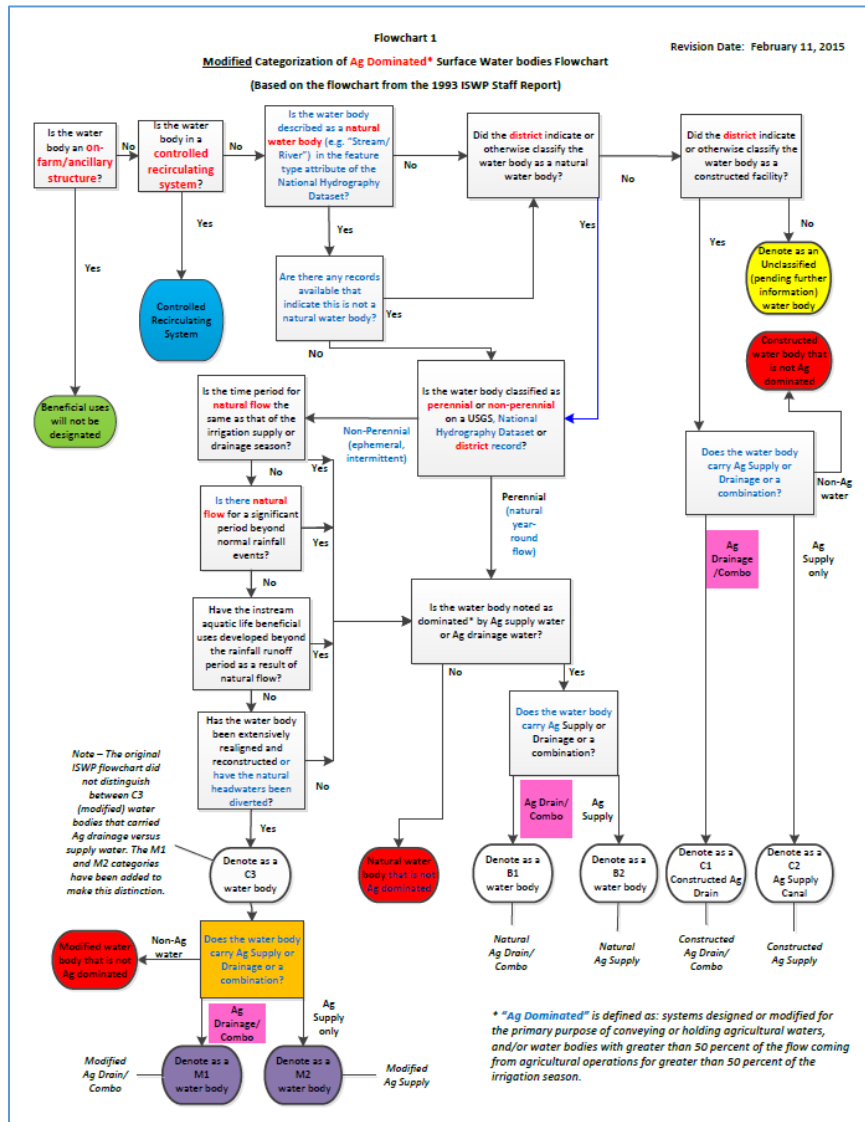 Flowchart 1
Revision Date:  February 11, 2015
Modified Categorization of Ag Dominated* Surface Water bodies Flowchart
(Based on the flowchart from the 1993 ISWP Staff Report)
Is the water
body an on-
farm/ancillary
structure?
No
Is the water
body in a
controlled
recirculating
system?
No
Is the water body
described as a natural
water body (e.g. "Stream/
River") in the feature
type attribute of the
National Hydrography
Dataset?
No
Did the district indicate or
otherwise classify the
water body as a natural
water body?
No
Did the district indicate
or otherwise classify the
water body as a
constructed facility?
Yes
Yes
Yes
Yes
Yes
No
Beneficial uses
will not be
designated
Controlled
Recirculating
System
Are there any records
available that
indicate this is not a
natural water body?
Yes
No
Denote as an
Unclassified
(pending further
information)
water body
Constructed
water body that
is not Ag
dominated
Is the time period for
natural flow the
same as that of the
irrigation supply or
drainage season?
Non-Perennial
(ephemeral,
intermittent)
Is the water body classified as
perennial or non-perennial
on a USGS, National
Hydrography Dataset or
district record?
Does the water body
carry Ag Supply or
Drainage or a
combination?
Non-Ag
water
Yes
No
Perennial
(natural
year-
round
flow)
Is there natural
flow for a significant
period beyond
normal rainfall
events?
Yes
No
Ag
Drainage
/Combo
Ag
Supply
only
Have the instream
aquatic life beneficial
uses developed beyond
the rainfall runoff
period as a result of
natural flow?
Yes
No
Is the water body noted as
dominated* by Ag supply water
or Ag drainage water?
No
Yes
Has the water body
been extensively
realigned and
reconstructed or
have the natural
headwaters been
diverted?
No
Yes
Does the water body
carry Ag Supply or
Drainage or a
combination?
Ag Drain/
Combo
Ag
Supply
Note – The original
ISWP flowchart did
not distinguish
between C3
(modified) water
bodies that carried
Ag drainage versus
supply water. The M1
and M2 categories
have been added to
make this distinction.
Denote as a
C3
water body
Natural water
body that is not
Ag dominated
Denote as a
B1
water body
Denote as a
B2
water body
Denote as a
C1
Constructed Ag
Drain
Denote as a
C2
Ag Supply
Canal
Natural
Ag Drain/
Combo
Natural
Ag Supply
Constructed
Ag Drain/
Combo
Constructed
Ag Supply
Modified water
body that is not
Ag dominated
Non-Ag
water
Does the water body
carry Ag Supply or
Drainage or a
combination?
Ag
Drainage/
Combo
Ag
Supply
only
Modified
Ag Drain/
Combo
Denote as a
M1
water body
Denote as a
M2
water body
Modified
Ag Supply
* "Ag Dominated" is defined as: systems designed or modified for
the primary purpose of conveying or holding agricultural waters,
and/or water bodies with greater than 50 percent of the flow coming
from agricultural operations for greater than 50 percent of the
irrigation season.